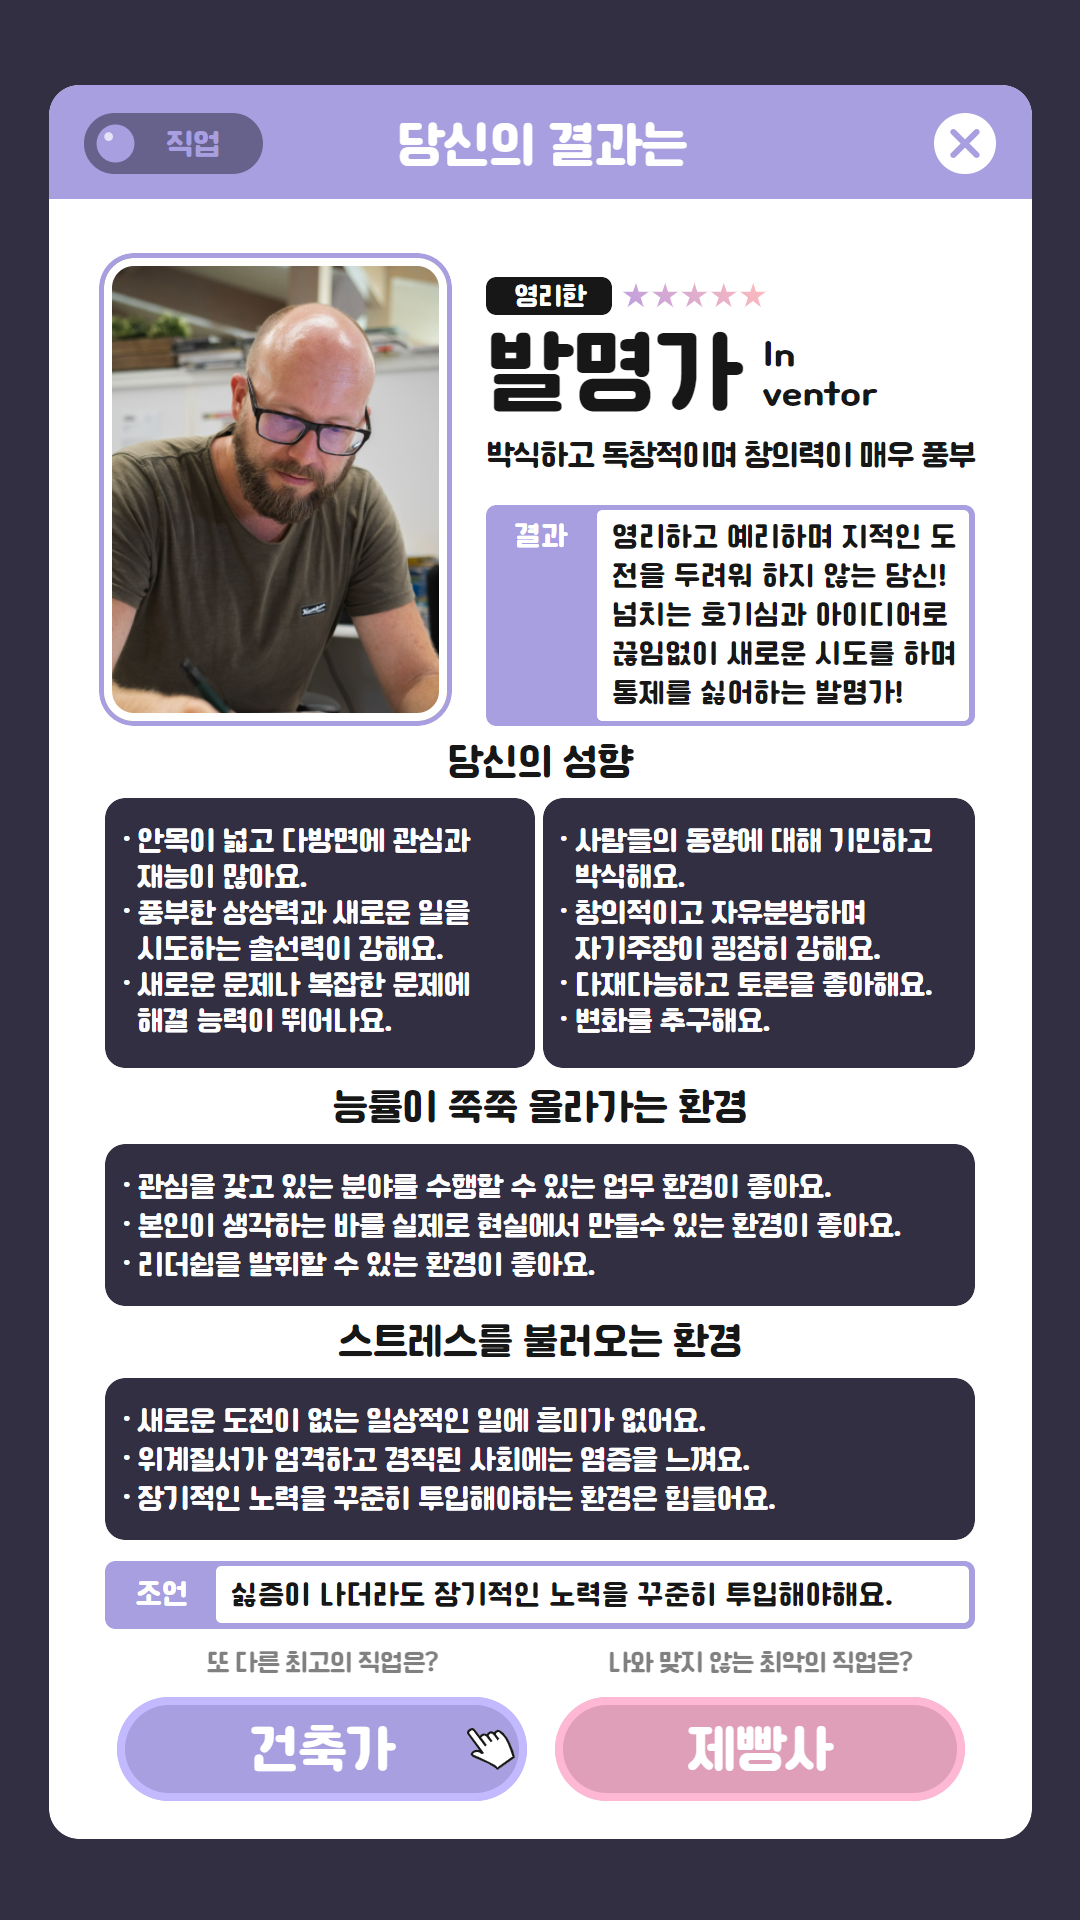 직업
당신의 결과는
영리한 ★★★★★
발명가
In
ventor
박식하고 독창적이며 창의력이 매우 풍부
결과
영리하고 예리하며 지적인 도
전을 두려워 하지 않는 당신!
넘치는 호기심과 아이디어로
끊임없이 새로운 시도를 하며
통제를 싫어하는 발명가!
당신의 성향
· 안목이 넓고 다방면에 관심과
재능이 많아요.
· 풍부한 상상력과 새로운 일을
시도하는 솔선력이 강해요.
· 새로운 문제나 복잡한 문제에
해결 능력이 뛰어나요.
· 사람들의 동향에 대해 기민하고
박식해요.
· 창의적이고 자유분방하며
자기주장이 굉장히 강해요.
· 다재다능하고 토론을 좋아해요.
· 변화를 추구해요.
능률이 쭉쭉 올라가는 환경
· 관심을 갖고 있는 분야를 수행할 수 있는 업무 환경이 좋아요.
· 본인이 생각하는 바를 실제로 현실에서 만들수 있는 환경이 좋아요.
· 리더쉽을 발휘할 수 있는 환경이 좋아요.
스트레스를 불러오는 환경
· 새로운 도전이 없는 일상적인 일에 흥미가 없어요.
· 위계질서가 엄격하고 경직된 사회에는 염증을 느껴요.
· 장기적인 노력을 꾸준히 투입해야하는 환경은 힘들어요.
조언
싫증이 나더라도 장기적인 노력을 꾸준히 투입해야해요.
또 다른 최고의 직업은?
나와 맞지 않는 최악의 직업은?
건축가
제빵사